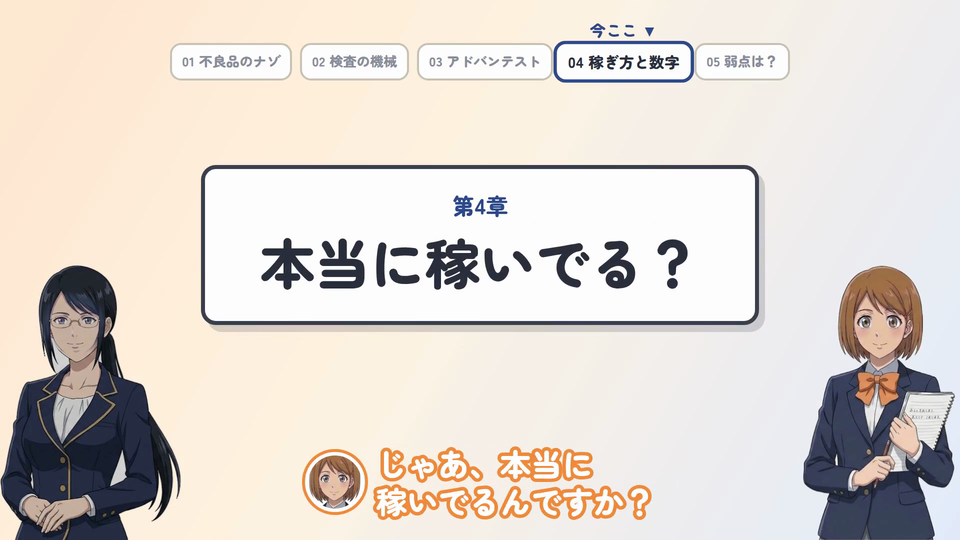 今ここ ▼
01 不良品のナゾ
02 検査の機械
03 アドバンテスト
04 稼ぎ方と数字
05 弱点は？
第4章
本当に稼いでる？
じゃあ、本当に
稼いでるんですか？